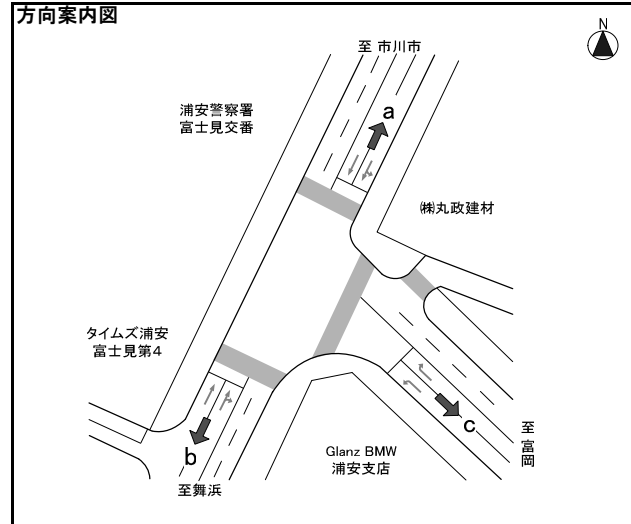 方向案内図
N
至 市川市
a
浦安警察署
富士見交番
㈱丸政建材
タイムズ浦安
富士見第4
b
至舞浜
Glanz BMW
浦安支店
c
至富岡